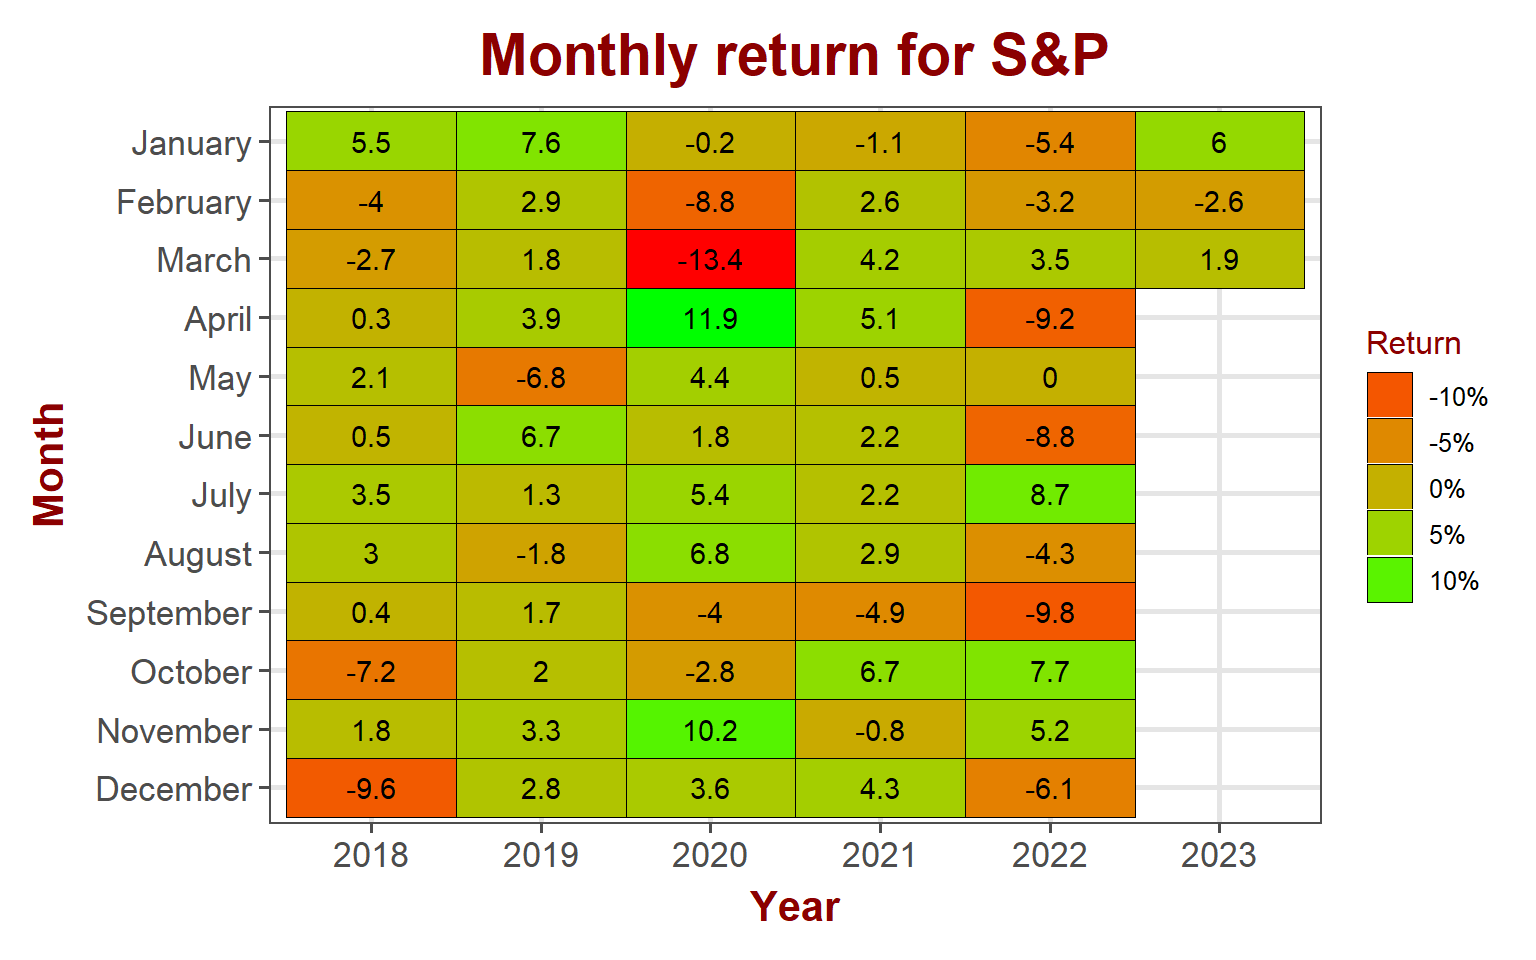 Monthly return for S&P
January 5.5 7.6 -0.2 -1.1 -5.4 6
February -4 2.9 -8.8 2.6 -3.2 -2.6
March -2.7 1.8 -13.4 4.2 3.5 1.9
April 0.3 3.9 11.9 5.1 -9.2
May 2.1 -6.8 4.4 0.5 0
June 0.5 6.7 1.8 2.2 -8.8
July 3.5 1.3 5.4 2.2 8.7
August 3 -1.8 6.8 2.9 -4.3
September 0.4 1.7 -4 -4.9 -9.8
October -7.2 2 -2.8 6.7 7.7
November 1.8 3.3 10.2 -0.8 5.2
December -9.6 2.8 3.6 4.3 -6.1
2018 2019 2020 2021 2022 2023
Year
Month
Return
-10%
-5%
0%
5%
10%